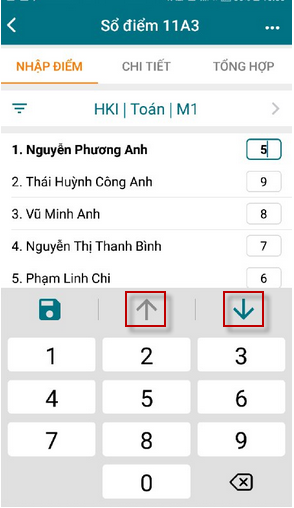 Sổ điểm 11A3
NHẬP ĐIỂM CHI TIẾT TỔNG HỢP
HKI | Toán | M1
1. Nguyễn Phương Anh 5
2. Thái Huỳnh Công Anh 9
3. Vũ Minh Anh 8
4. Nguyễn Thị Thanh Bình 7
5. Phạm Linh Chi 6
1 2 3
4 5 6
7 8 9
0